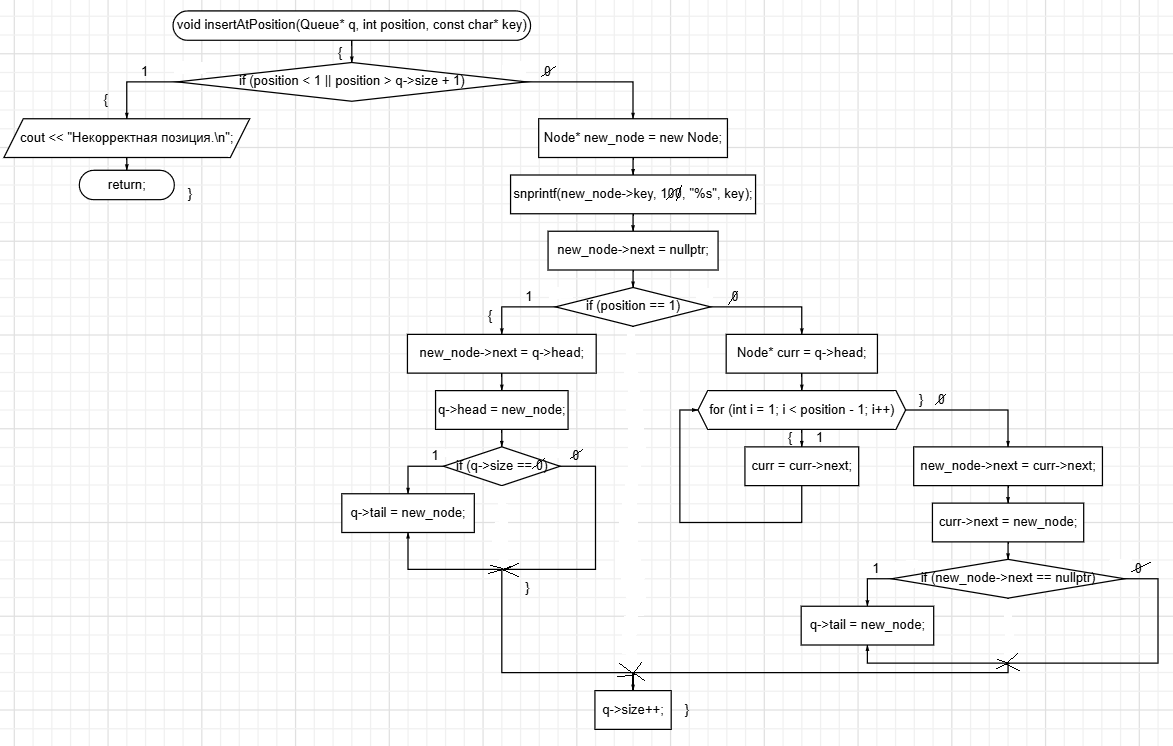 void insertAtPosition(Queue* q, int position, const char* key)
{
if (position < 1 || position > q->size + 1)
1
0
{
cout << "Некорректная позиция.\n";
return;
}
Node* new_node = new Node;
snprintf(new_node->key, 100, "%s", key);
new_node->next = nullptr;
if (position == 1)
1
0
{
new_node->next = q->head;
q->head = new_node;
if (q->size == 0)
1
0
q->tail = new_node;
}
Node* curr = q->head;
for (int i = 1; i < position - 1; i++)
} 0
{ 1
curr = curr->next;
new_node->next = curr->next;
curr->next = new_node;
if (new_node->next == nullptr)
1
0
q->tail = new_node;
q->size++;
}